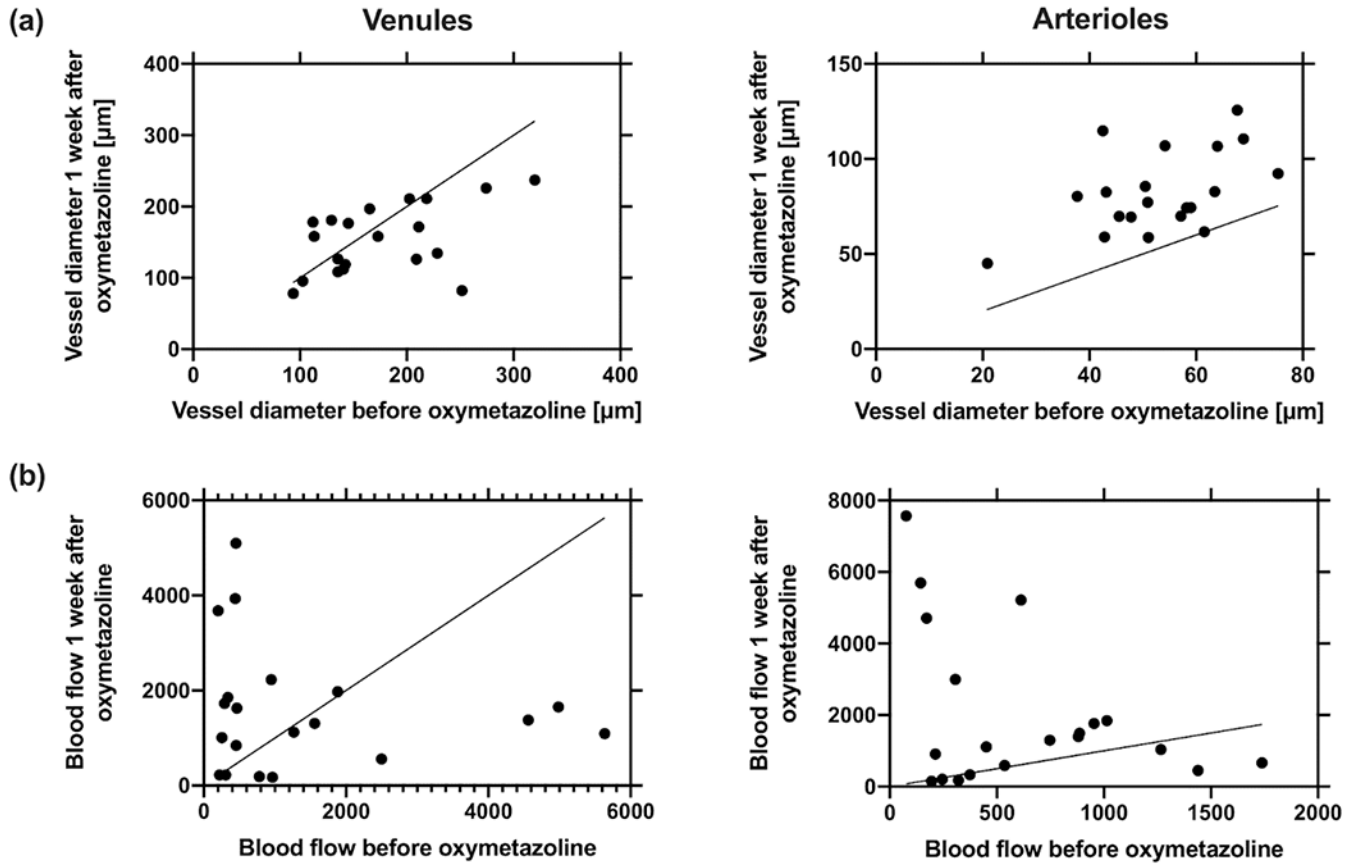 (a)
Venules
Vessel diameter 1 week after
oxymetazoline [µm]
400
300
200
100
0
0 100 200 300 400
Vessel diameter before oxymetazoline [µm]
Arterioles
Vessel diameter 1 week after
oxymetazoline [µm]
150
100
50
0
0 20 40 60 80
Vessel diameter before oxymetazoline [µm]
(b)
Blood flow 1 week after
oxymetazoline
6000
4000
2000
0
0 2000 4000 6000
Blood flow before oxymetazoline
Blood flow 1 week after
oxymetazoline
8000
6000
4000
2000
0
0 500 1000 1500 2000
Blood flow before oxymetazoline